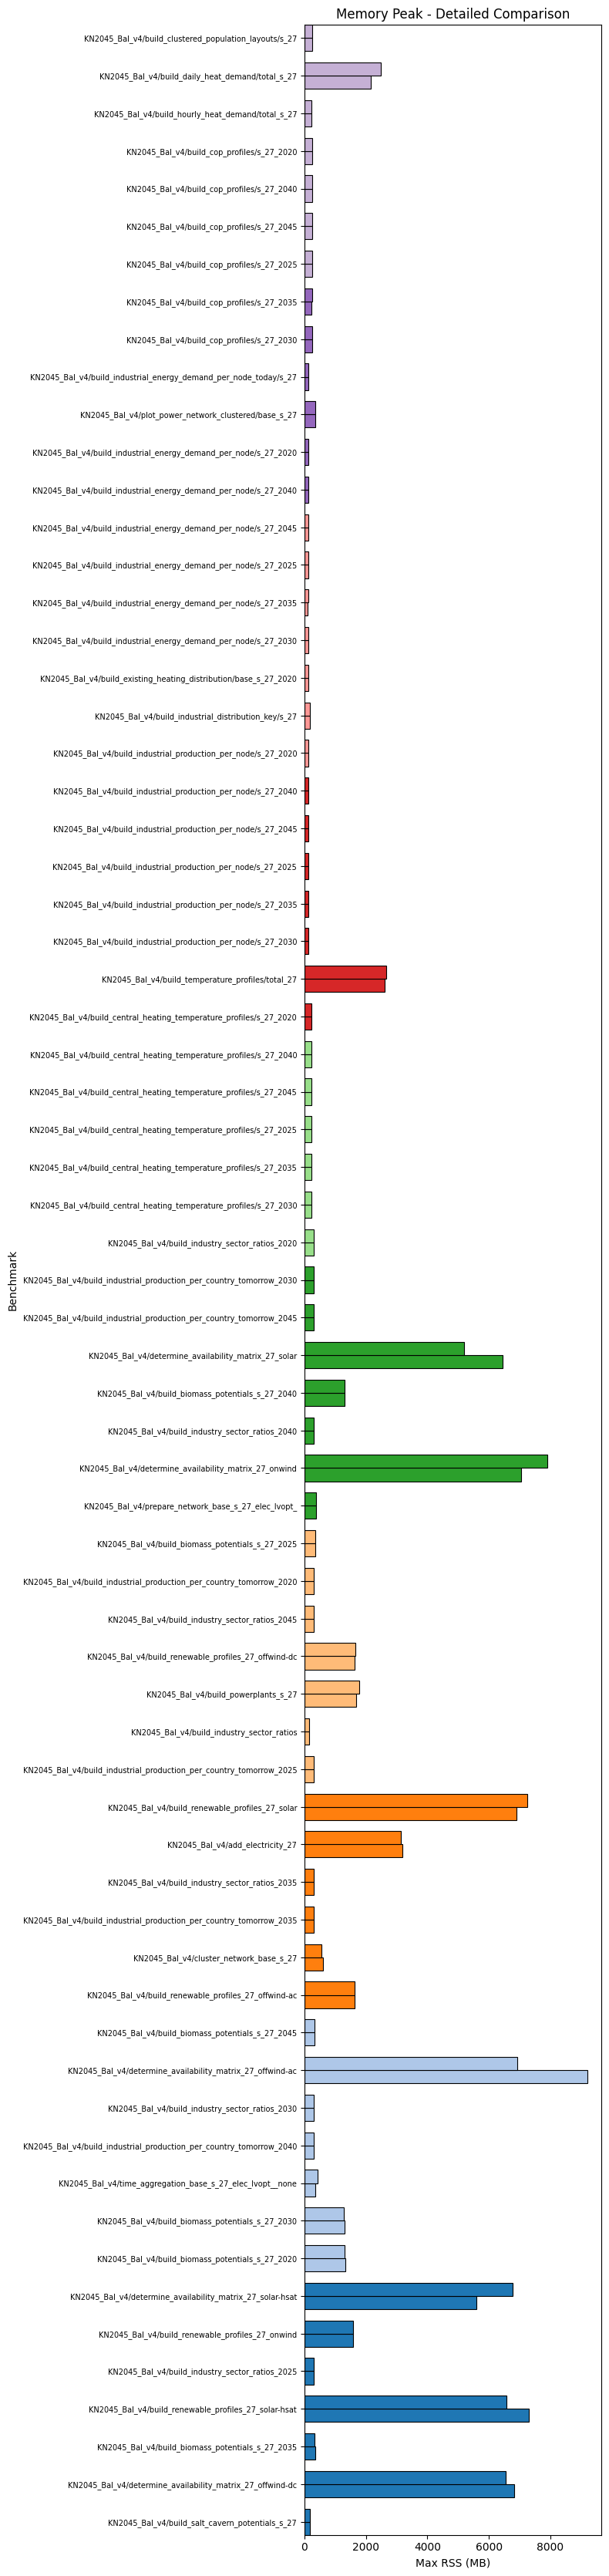 Memory Peak - Detailed Comparison
KN2045_Bal_v4/build_clustered_population_layouts/s_27
KN2045_Bal_v4/build_daily_heat_demand/total_s_27
KN2045_Bal_v4/build_hourly_heat_demand/total_s_27
KN2045_Bal_v4/build_cop_profiles/s_27_2020
KN2045_Bal_v4/build_cop_profiles/s_27_2040
KN2045_Bal_v4/build_cop_profiles/s_27_2045
KN2045_Bal_v4/build_cop_profiles/s_27_2025
KN2045_Bal_v4/build_cop_profiles/s_27_2035
KN2045_Bal_v4/build_cop_profiles/s_27_2030
KN2045_Bal_v4/build_industrial_energy_demand_per_node_today/s_27
KN2045_Bal_v4/plot_power_network_clustered/base_s_27
KN2045_Bal_v4/build_industrial_energy_demand_per_node/s_27_2020
KN2045_Bal_v4/build_industrial_energy_demand_per_node/s_27_2040
KN2045_Bal_v4/build_industrial_energy_demand_per_node/s_27_2045
KN2045_Bal_v4/build_industrial_energy_demand_per_node/s_27_2025
KN2045_Bal_v4/build_industrial_energy_demand_per_node/s_27_2035
KN2045_Bal_v4/build_industrial_energy_demand_per_node/s_27_2030
KN2045_Bal_v4/build_existing_heating_distribution/base_s_27_2020
KN2045_Bal_v4/build_industrial_distribution_key/s_27
KN2045_Bal_v4/build_industrial_production_per_node/s_27_2020
KN2045_Bal_v4/build_industrial_production_per_node/s_27_2040
KN2045_Bal_v4/build_industrial_production_per_node/s_27_2045
KN2045_Bal_v4/build_industrial_production_per_node/s_27_2025
KN2045_Bal_v4/build_industrial_production_per_node/s_27_2035
KN2045_Bal_v4/build_industrial_production_per_node/s_27_2030
KN2045_Bal_v4/build_temperature_profiles/total_27
KN2045_Bal_v4/build_central_heating_temperature_profiles/s_27_2020
KN2045_Bal_v4/build_central_heating_temperature_profiles/s_27_2040
KN2045_Bal_v4/build_central_heating_temperature_profiles/s_27_2045
KN2045_Bal_v4/build_central_heating_temperature_profiles/s_27_2025
KN2045_Bal_v4/build_central_heating_temperature_profiles/s_27_2035
KN2045_Bal_v4/build_central_heating_temperature_profiles/s_27_2030
KN2045_Bal_v4/build_industry_sector_ratios_2020
KN2045_Bal_v4/build_industrial_production_per_country_tomorrow_2030
KN2045_Bal_v4/build_industrial_production_per_country_tomorrow_2045
KN2045_Bal_v4/determine_availability_matrix_27_solar
KN2045_Bal_v4/build_biomass_potentials_s_27_2040
KN2045_Bal_v4/build_industry_sector_ratios_2040
KN2045_Bal_v4/determine_availability_matrix_27_onwind
KN2045_Bal_v4/prepare_network_base_s_27_elec_lvopt_
KN2045_Bal_v4/build_biomass_potentials_s_27_2025
KN2045_Bal_v4/build_industrial_production_per_country_tomorrow_2020
KN2045_Bal_v4/build_industry_sector_ratios_2045
KN2045_Bal_v4/build_renewable_profiles_27_offwind-dc
KN2045_Bal_v4/build_powerplants_s_27
KN2045_Bal_v4/build_industry_sector_ratios
KN2045_Bal_v4/build_industrial_production_per_country_tomorrow_2025
KN2045_Bal_v4/build_renewable_profiles_27_solar
KN2045_Bal_v4/add_electricity_27
KN2045_Bal_v4/build_industry_sector_ratios_2035
KN2045_Bal_v4/build_industrial_production_per_country_tomorrow_2035
KN2045_Bal_v4/cluster_network_base_s_27
KN2045_Bal_v4/build_renewable_profiles_27_offwind-ac
KN2045_Bal_v4/build_biomass_potentials_s_27_2045
KN2045_Bal_v4/determine_availability_matrix_27_offwind-ac
KN2045_Bal_v4/build_industry_sector_ratios_2030
KN2045_Bal_v4/build_industrial_production_per_country_tomorrow_2040
KN2045_Bal_v4/time_aggregation_base_s_27_elec_lvopt__none
KN2045_Bal_v4/build_biomass_potentials_s_27_2030
KN2045_Bal_v4/build_biomass_potentials_s_27_2020
KN2045_Bal_v4/determine_availability_matrix_27_solar-hsat
KN2045_Bal_v4/build_renewable_profiles_27_onwind
KN2045_Bal_v4/build_industry_sector_ratios_2025
KN2045_Bal_v4/build_renewable_profiles_27_solar-hsat
KN2045_Bal_v4/build_biomass_potentials_s_27_2035
KN2045_Bal_v4/determine_availability_matrix_27_offwind-dc
KN2045_Bal_v4/build_salt_cavern_potentials_s_27
Benchmark
0 2000 4000 6000 8000
Max RSS (MB)